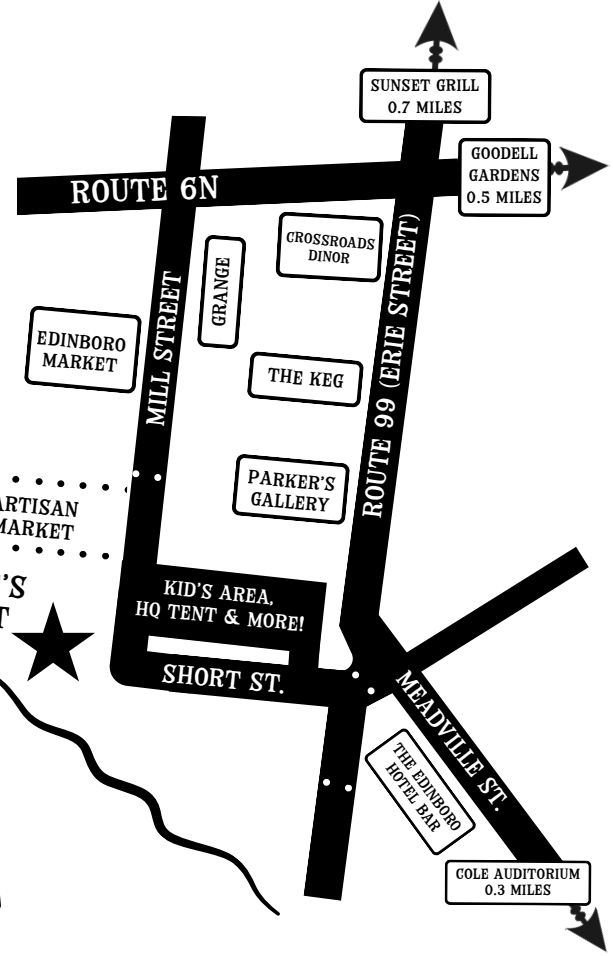 SUNSET GRILL
0.7 MILES
GOODELL
GARDENS
0.5 MILES
ROUTE 6N
CROSSROADS
DINOR
GRANGE
MILL STREET
ROUTE 99 (ERIE STREET)
EDINBORO
MARKET
THE KEG
PARKER'S
GALLERY
ARTISAN
MARKET
'S
T
KID'S AREA,
HQ TENT & MORE!
SHORT ST.
MEADVILLE ST.
THE EDINBORO
HOTEL BAR
COLE AUDITORIUM
0.3 MILES